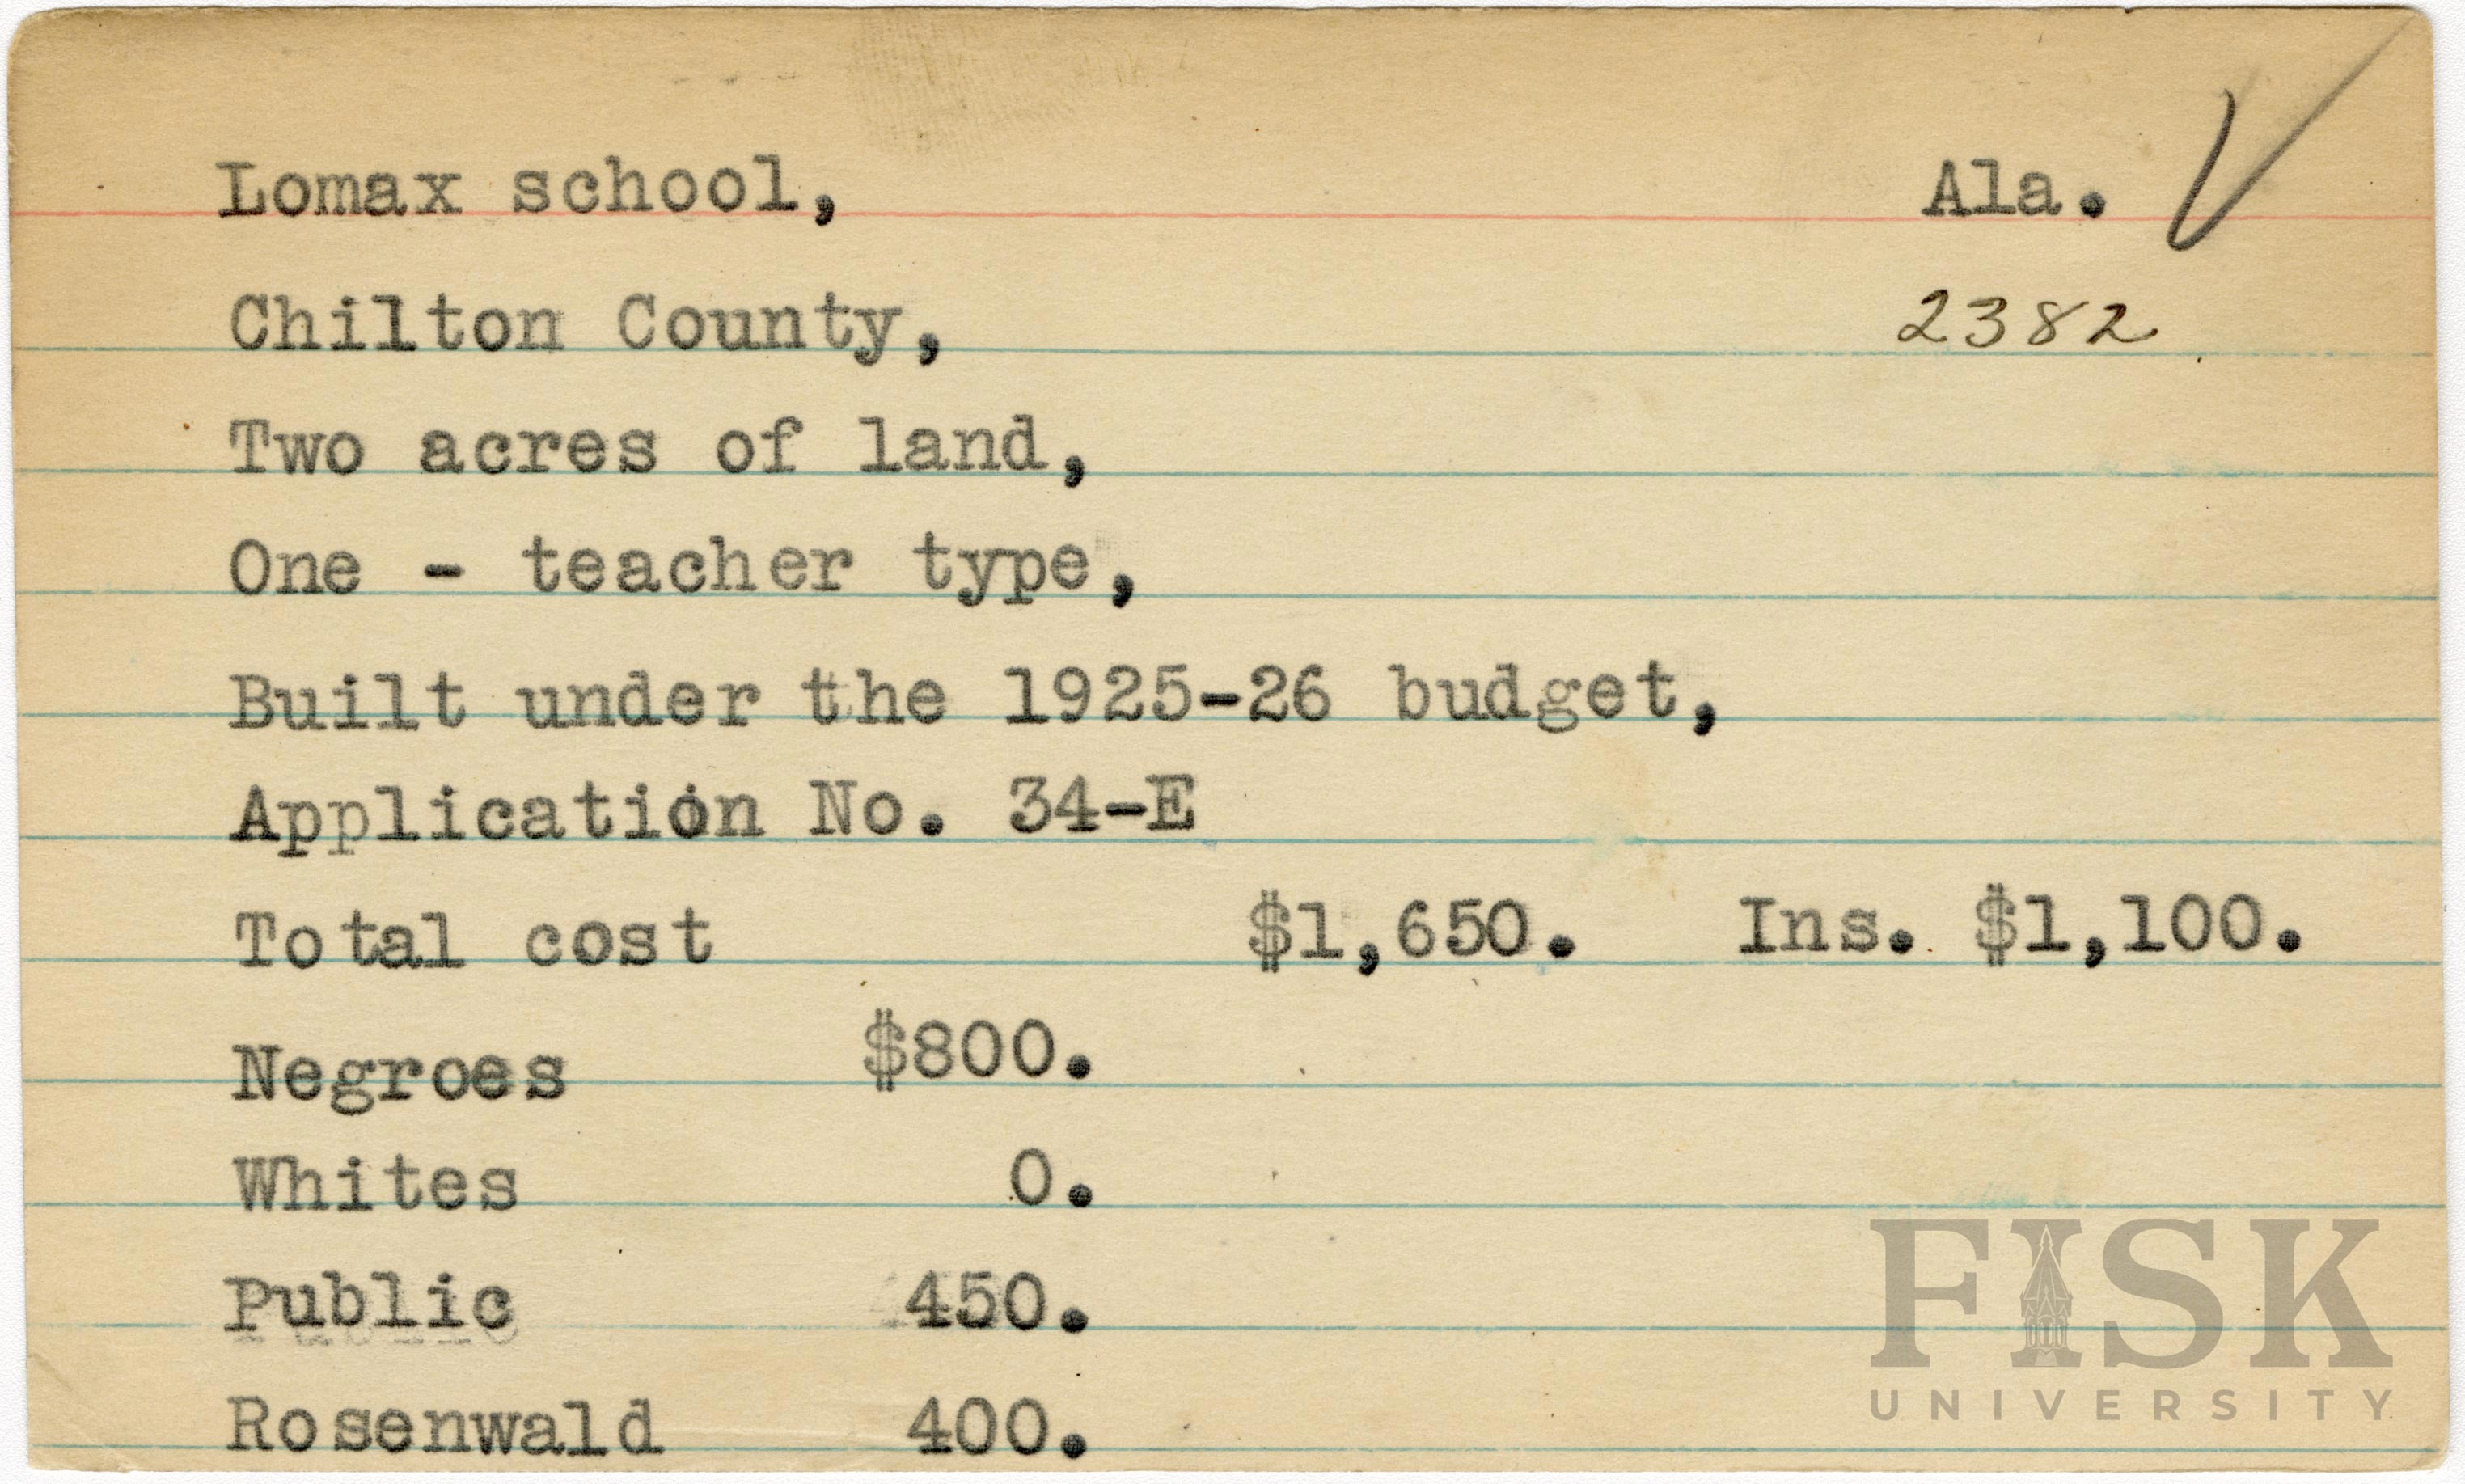 Lomax school, Ala.
2382
Chilton County,
Two acres of land,
One - teacher type,
Built under the 1925-26 budget,
Application No. 34-E
Total cost $1,650. Ins. $1,100.
Negroes $800.
Whites 0.
Public 450.
Rosenwald 400.
FISK
UNIVERSITY